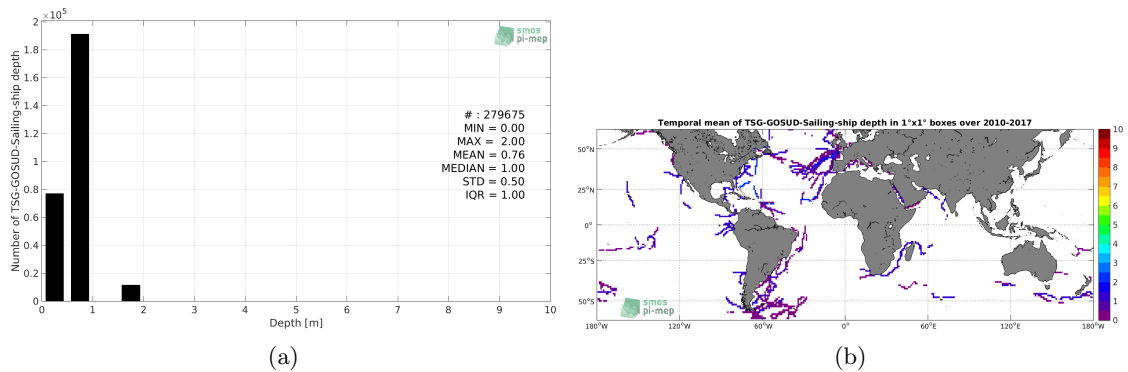 ×10⁵
2
1.8
1.6
1.4
1.2
1
0.8
0.6
0.4
0.2
0
Number of TSG-GOSUD-Sailing-ship depth
smos
pi-mep
# : 279675
MIN = 0.00
MAX = 2.00
MEAN = 0.76
MEDIAN = 1.00
STD = 0.50
IQR = 1.00
0 1 2 3 4 5 6 7 8 9 10
Depth [m]
(a)
Temporal mean of TSG-GOSUD-Sailing-ship depth in 1°x1° boxes over 2010-2017
50°N
25°N
0°
25°S
50°S
180°W 120°W 60°W 0° 60°E 120°E 180°W
smos
pi-mep
10
9
8
7
6
5
4
3
2
1
0
(b)